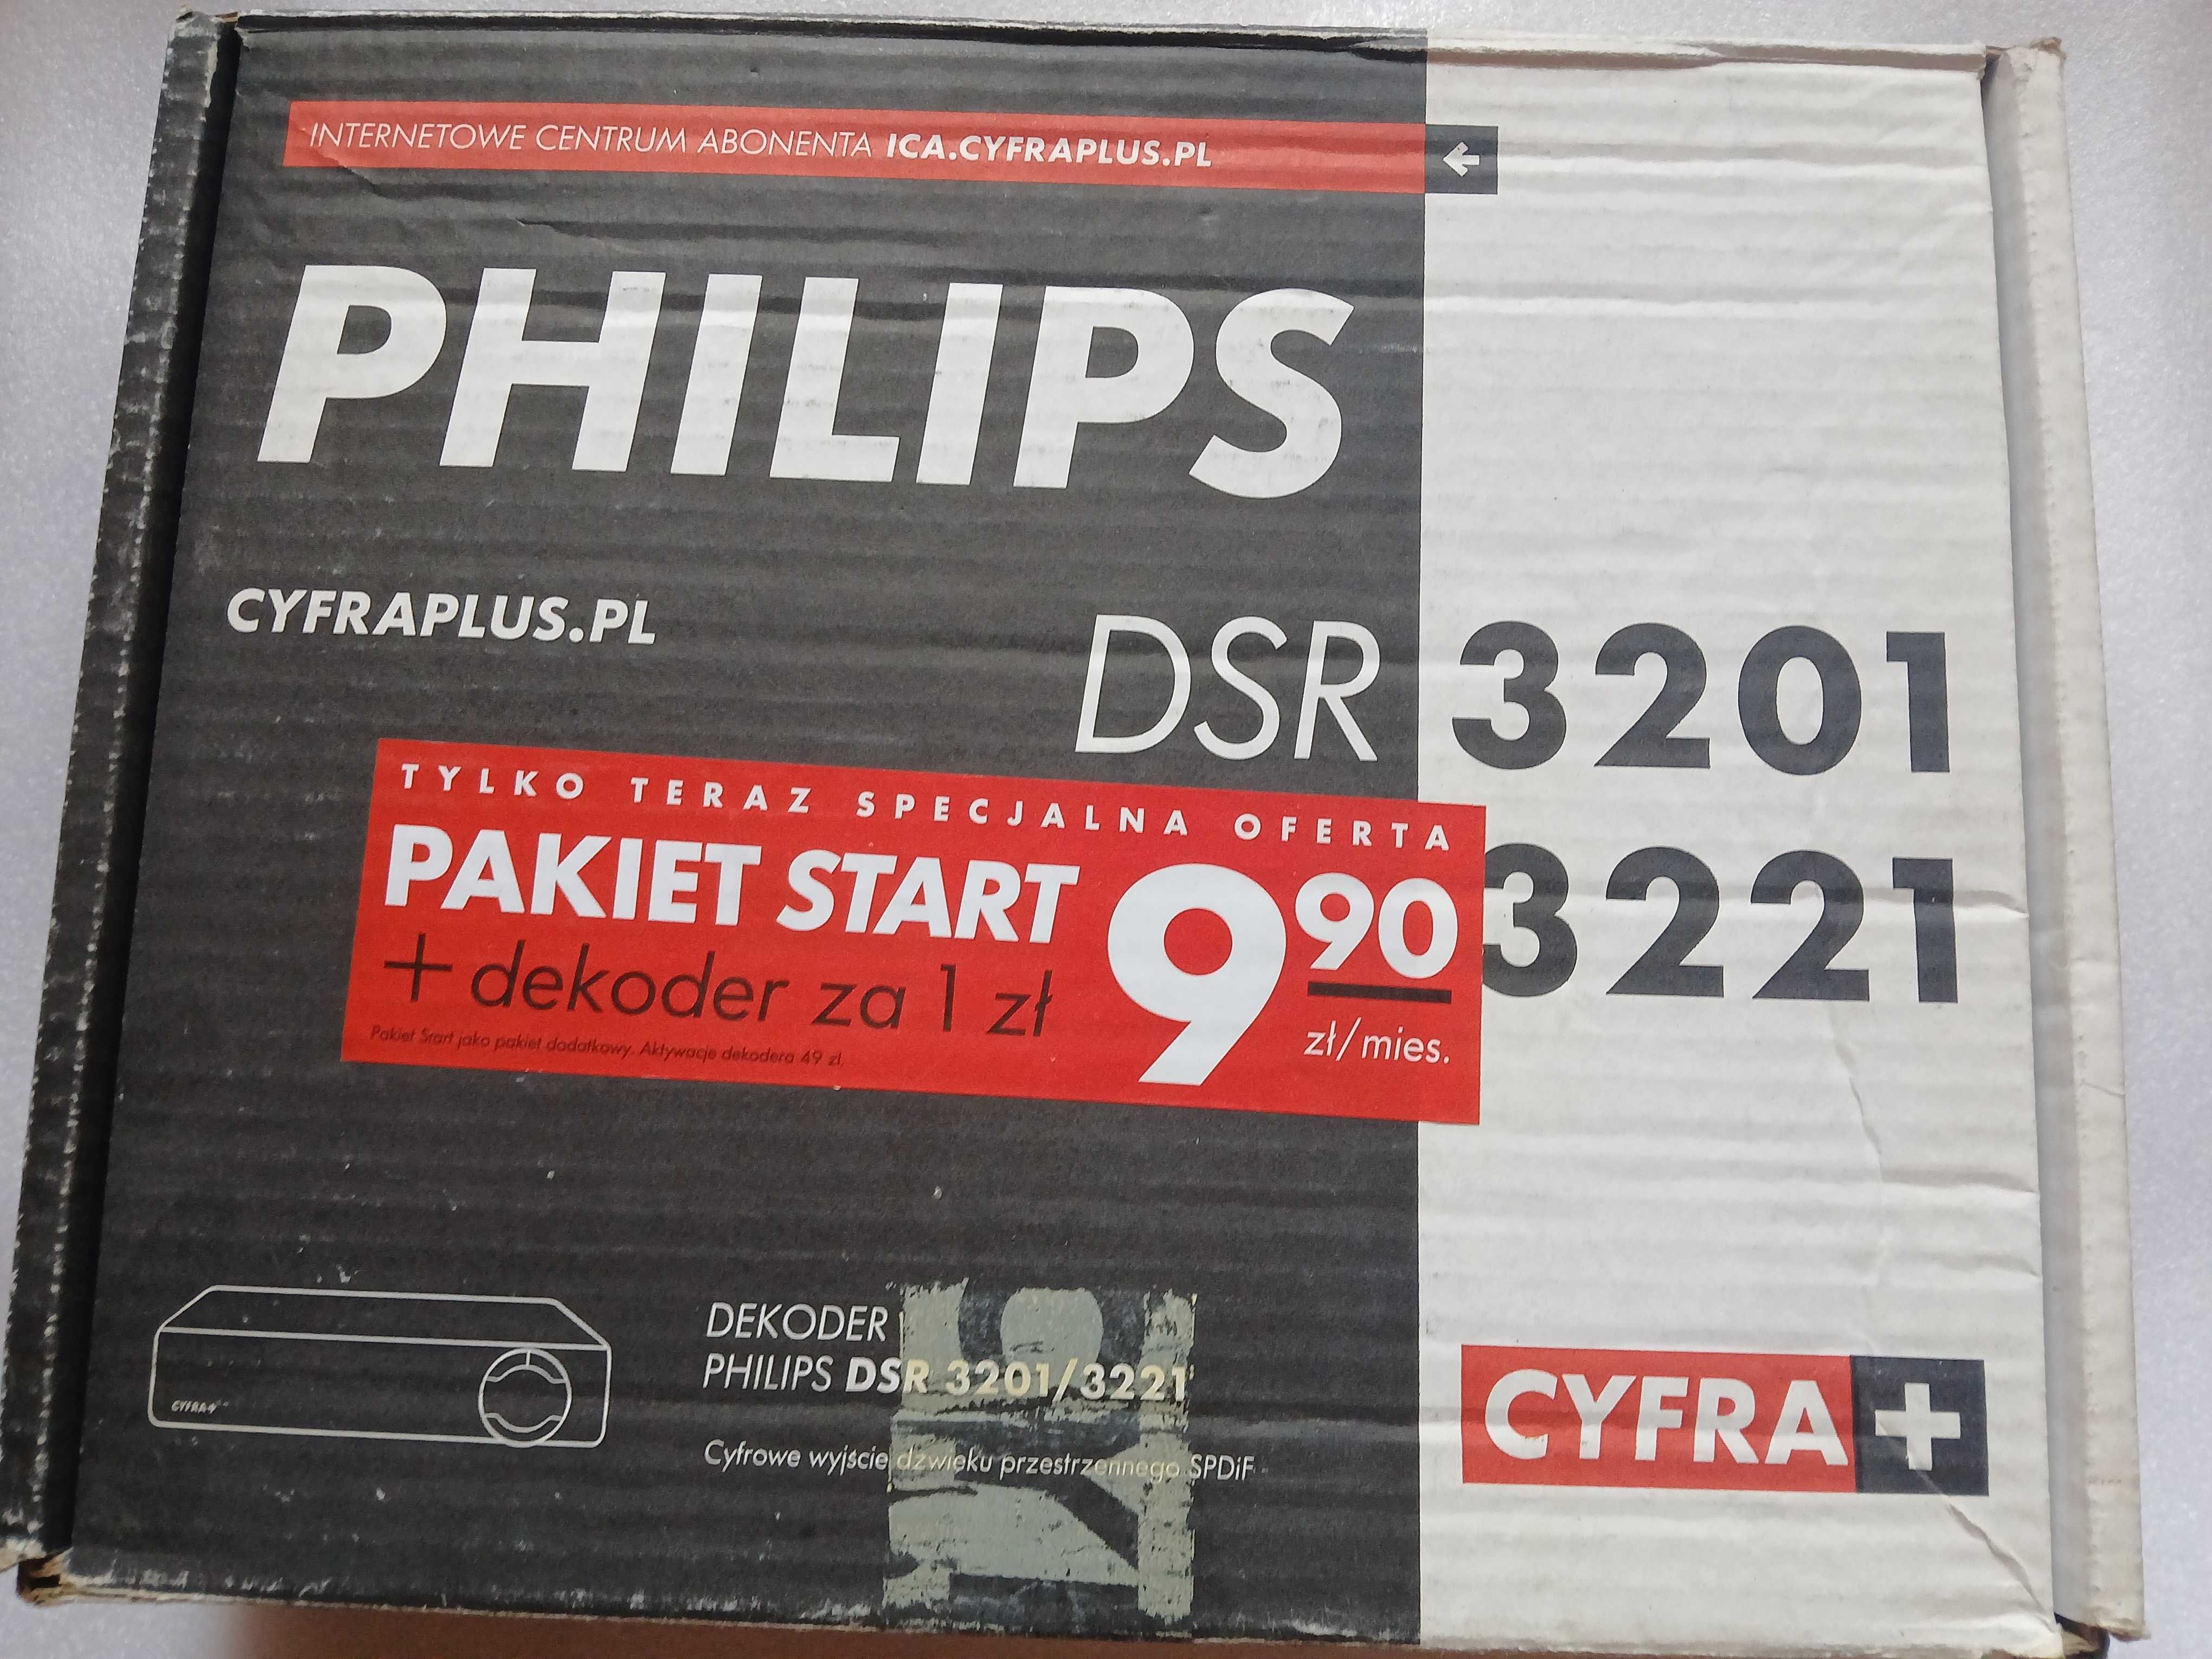 INTERNETOWE CENTRUM ABONENTA ICA.CYFRAPLUS.PL
PHILIPS
CYFRAPLUS.PL
DSR 3201
3221
TYLKO TERAZ SPECJALNA OFERTA
PAKIET START
+ dekoder za 1 zł
9 90
zł/mies.
Pakiet Start jako pakiet dodatkowy. Aktywacja dekodera 49 zł.
CYFRA+
DEKODER
PHILIPS DSR 3201/3221
Cyfrowe wyjście dźwięku przestrzennego SPDiF
CYFRA+